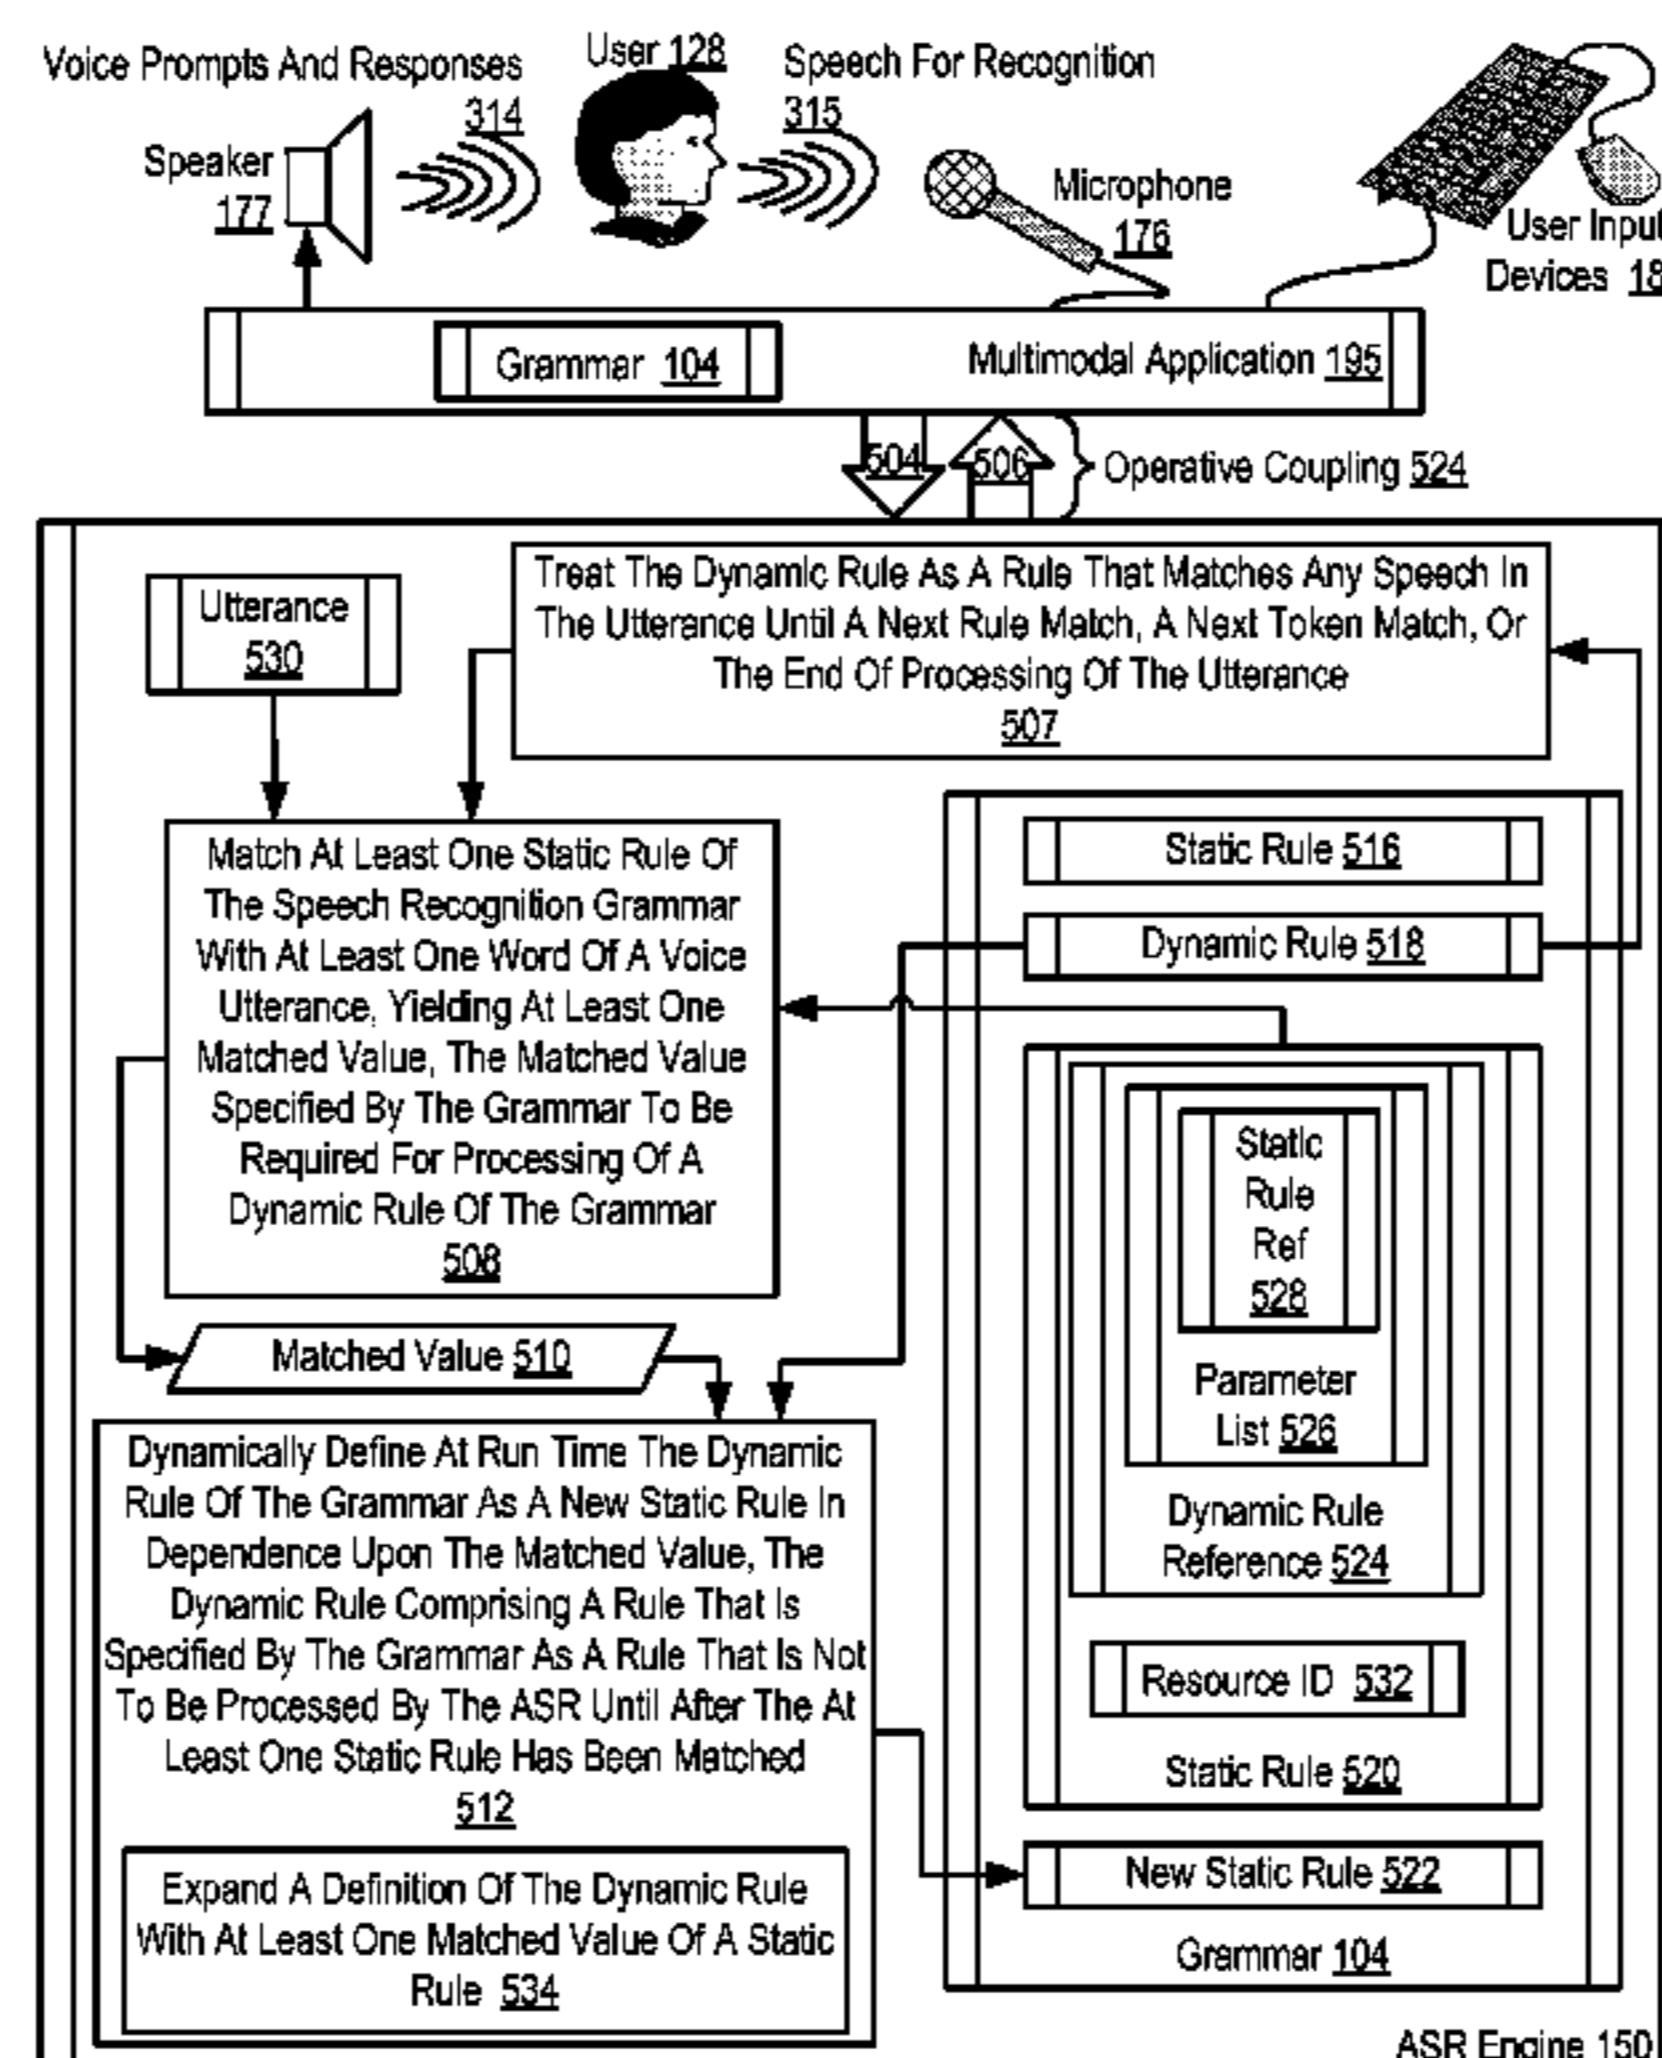 Voice Prompts And Responses
314
User 128
Speech For Recognition
315
Speaker
177
Microphone
176
User Input
Devices 18
Grammar 104
Multimodal Application 195
504
506
Operative Coupling 524
Utterance
530
Treat The Dynamic Rule As A Rule That Matches Any Speech In
The Utterance Until A Next Rule Match, A Next Token Match, Or
The End Of Processing Of The Utterance
507
Match At Least One Static Rule Of
The Speech Recognition Grammar
With At Least One Word Of A Voice
Utterance, Yielding At Least One
Matched Value, The Matched Value
Specified By The Grammar To Be
Required For Processing Of A
Dynamic Rule Of The Grammar
508
Static Rule 516
Dynamic Rule 518
Static
Rule
Ref
528
Parameter
List 526
Dynamic Rule
Reference 524
Resource ID 532
Static Rule 520
New Static Rule 522
Grammar 104
Matched Value 510
Dynamically Define At Run Time The Dynamic
Rule Of The Grammar As A New Static Rule In
Dependence Upon The Matched Value, The
Dynamic Rule Comprising A Rule That Is
Specified By The Grammar As A Rule That Is Not
To Be Processed By The ASR Until After The At
Least One Static Rule Has Been Matched
512
Expand A Definition Of The Dynamic Rule
With At Least One Matched Value Of A Static
Rule 534
ASR Engine 150